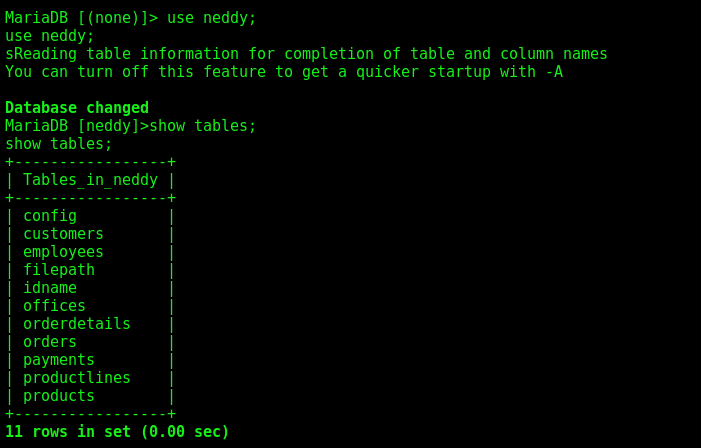 MariaDB [(none)]> use neddy;
use neddy;
sReading table information for completion of table and column names
You can turn off this feature to get a quicker startup with -A

Database changed
MariaDB [neddy]>show tables;
show tables;
+-----------------+
| Tables_in_neddy |
+-----------------+
| config          |
| customers       |
| employees       |
| filepath        |
| idname          |
| offices         |
| orderdetails    |
| orders          |
| payments        |
| productlines    |
| products        |
+-----------------+
11 rows in set (0.00 sec)